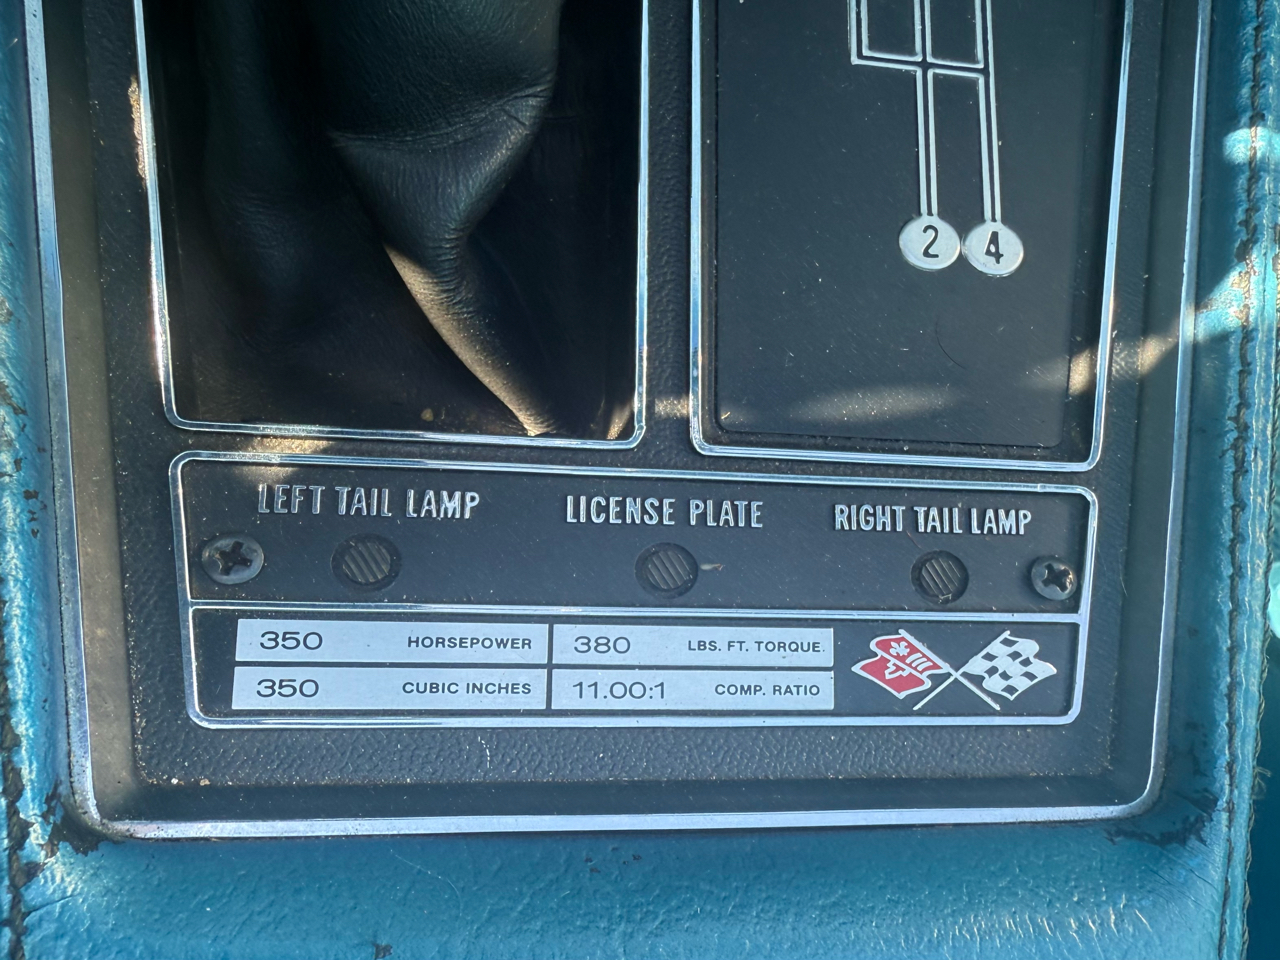 2 4
LEFT TAIL LAMP LICENSE PLATE RIGHT TAIL LAMP
350 HORSEPOWER 380 LBS. FT. TORQUE
350 CUBIC INCHES 11.00:1 COMP. RATIO